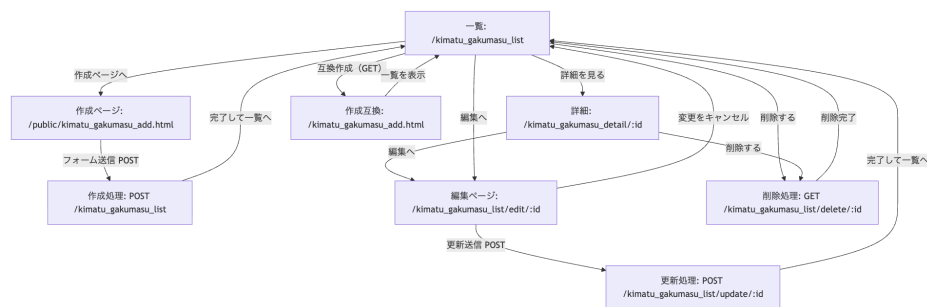 一覧:
/kimatu_gakumasu_list
作成ページへ
互換作成（GET）
一覧を表示
詳細を見る
作成ページ:
/public/kimatu_gakumasu_add.html
完了して一覧へ
作成互換:
/kimatu_gakumasu_add.html
編集へ
詳細:
/kimatu_gakumasu_detail/:id
変更をキャンセル
削除する
削除完了
完了して一覧へ
フォーム送信 POST
編集へ
削除する
作成処理: POST
/kimatu_gakumasu_list
編集ページ:
/kimatu_gakumasu_list/edit/:id
削除処理: GET
/kimatu_gakumasu_list/delete/:id
更新送信 POST
更新処理: POST
/kimatu_gakumasu_list/update/:id